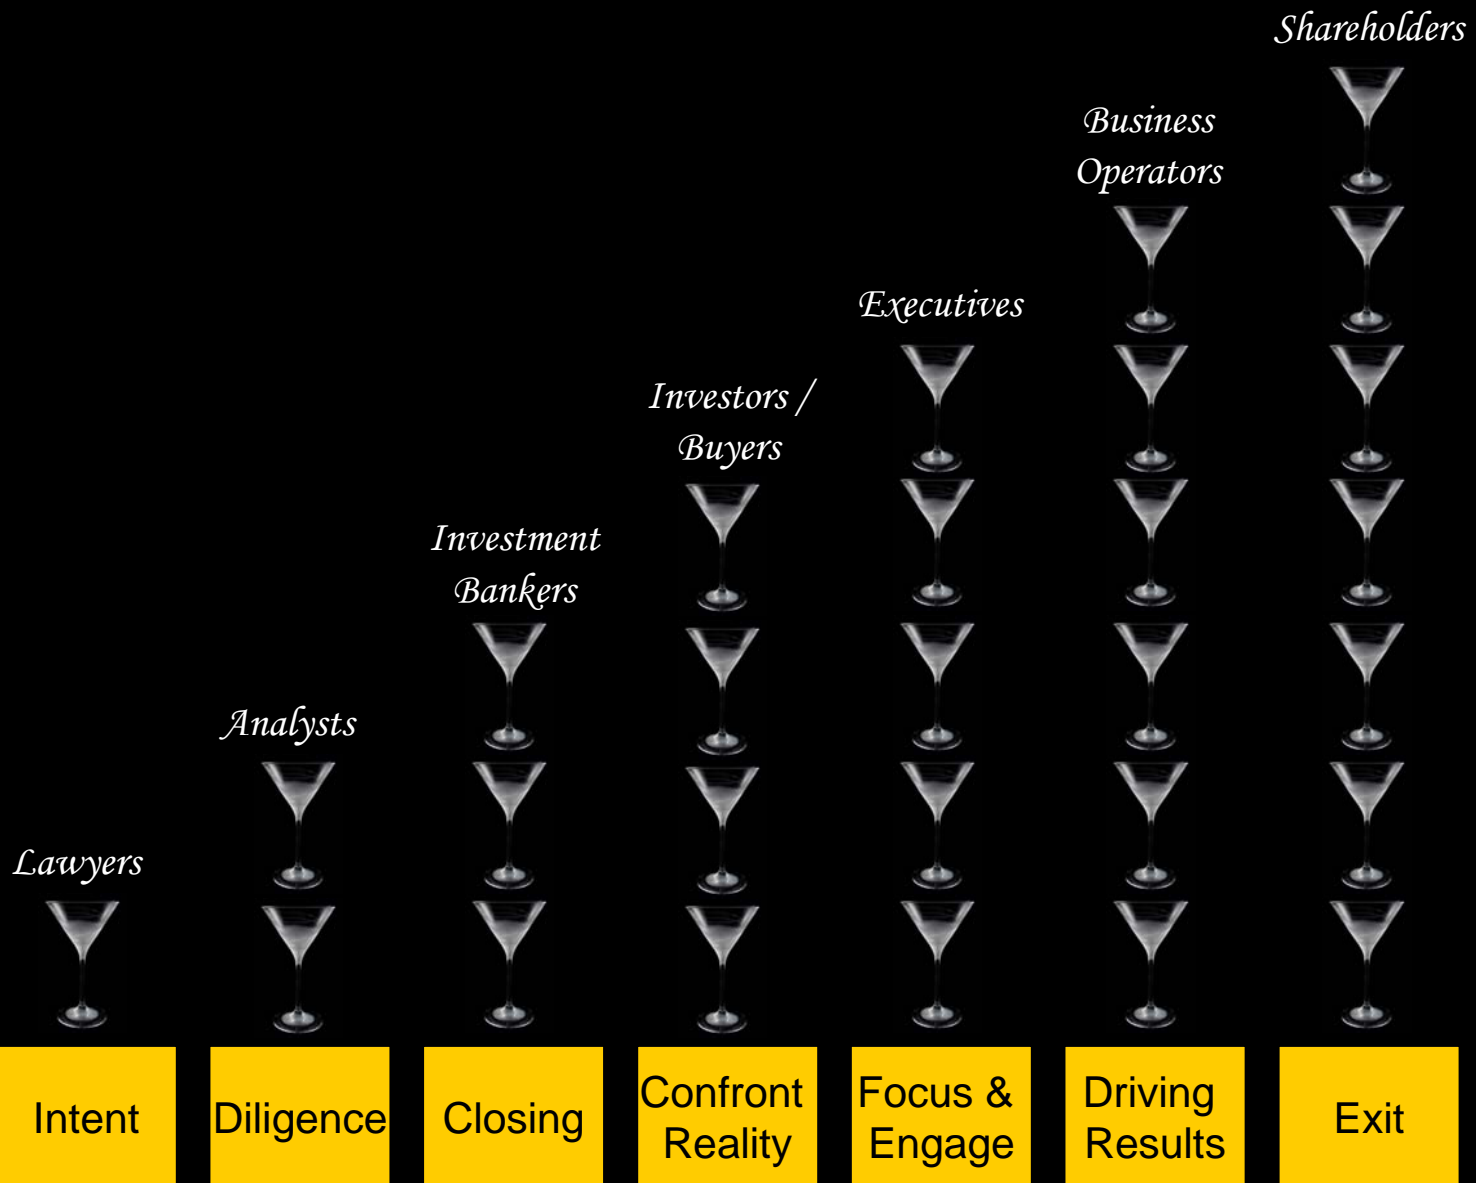 Shareholders
Business
Operators
Executives
Investors /
Buyers
Investment
Bankers
Analysts
Lawyers
Intent
Diligence
Closing
Confront
Reality
Focus &
Engage
Driving
Results
Exit